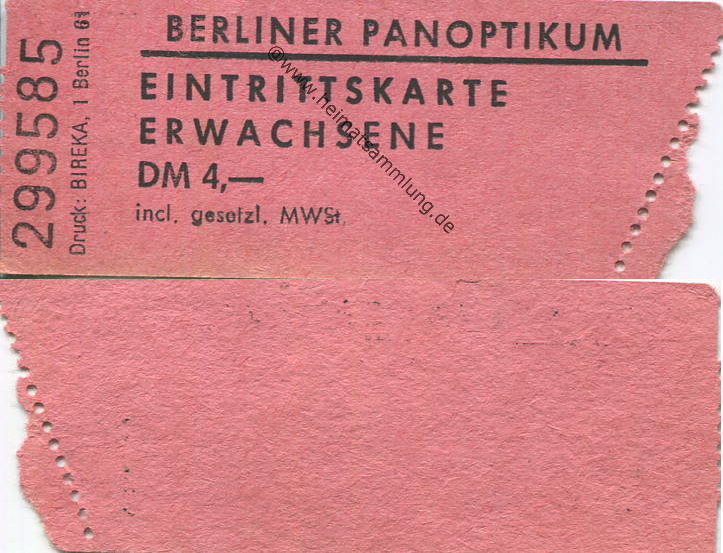 BERLINER PANOPTIKUM
EINTRITTSKARTE
ERWACHSENE
DM 4,—
incl. gesetzl. MWSt.
299585
Druck: BIREKA, 1 Berlin 61
@www.heimatsammlung.de